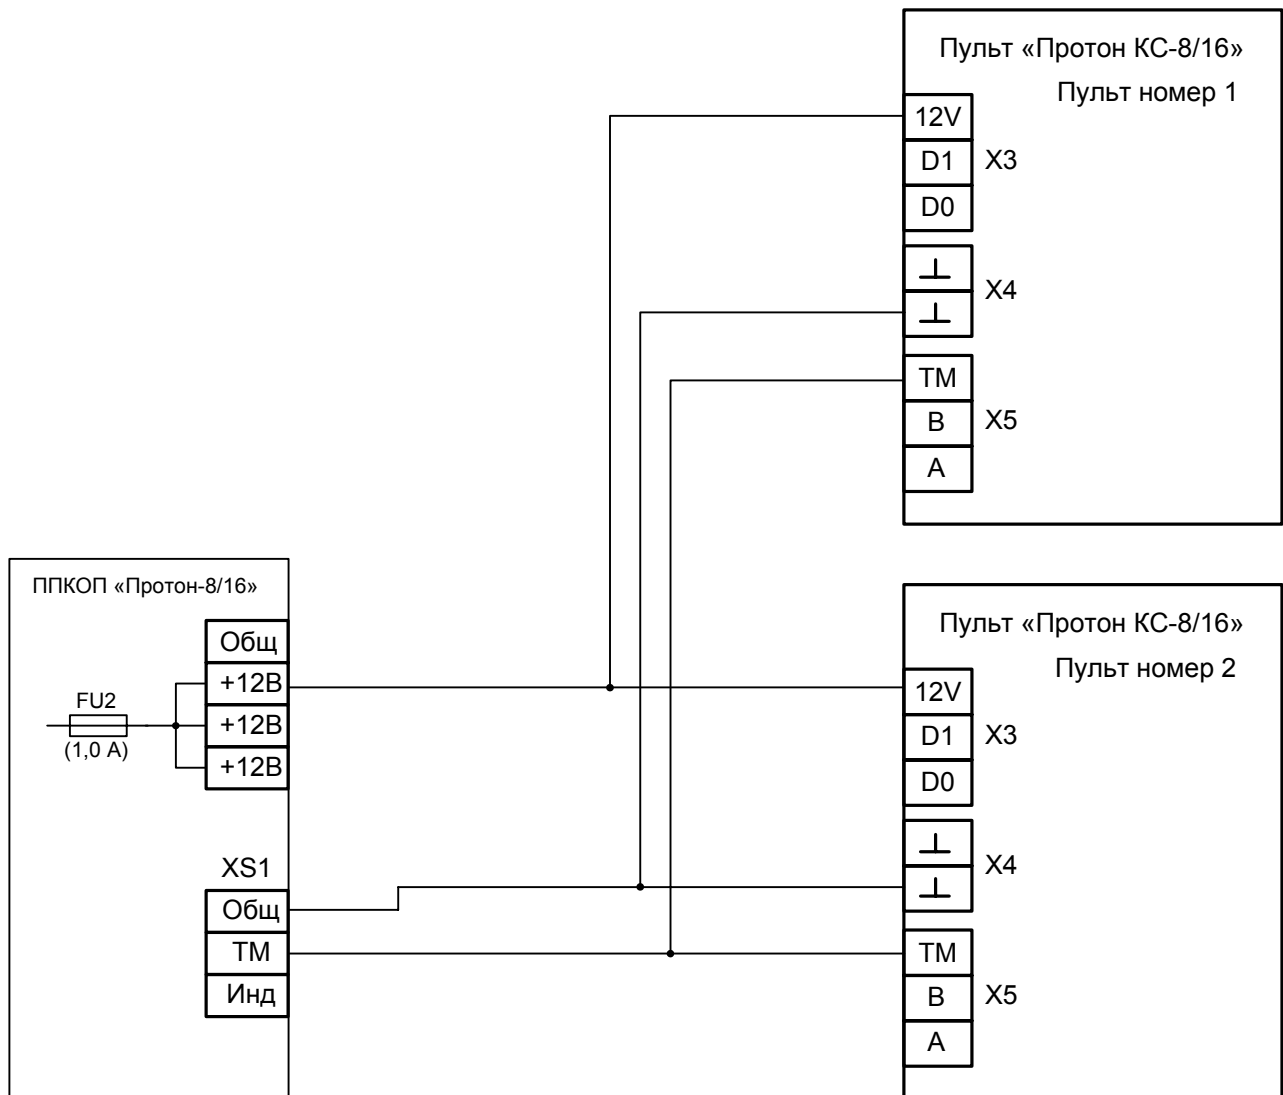 Пульт «Протон КС-8/16»
Пульт номер 1
12V
D1
X3
D0
⊥
X4
⊥
TM
B
X5
A
ППКОП «Протон-8/16»
Общ
+12В
FU2
+12В
(1,0 А)
+12В
XS1
Общ
ТМ
Инд
Пульт «Протон КС-8/16»
Пульт номер 2
12V
D1
X3
D0
⊥
X4
⊥
TM
B
X5
A